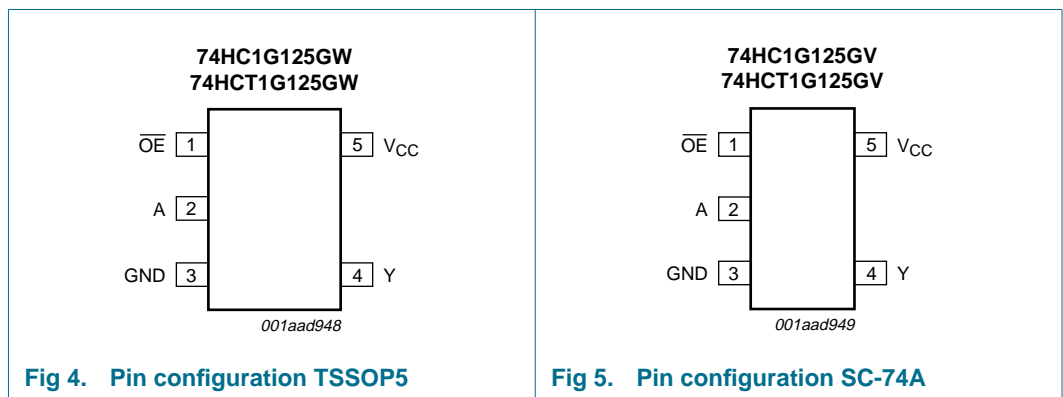 74HC1G125GW
74HCT1G125GW
OE 1
5 VCC
A 2
GND 3
4 Y
001aad948
Fig 4. Pin configuration TSSOP5
74HC1G125GV
74HCT1G125GV
OE 1
5 VCC
A 2
GND 3
4 Y
001aad949
Fig 5. Pin configuration SC-74A